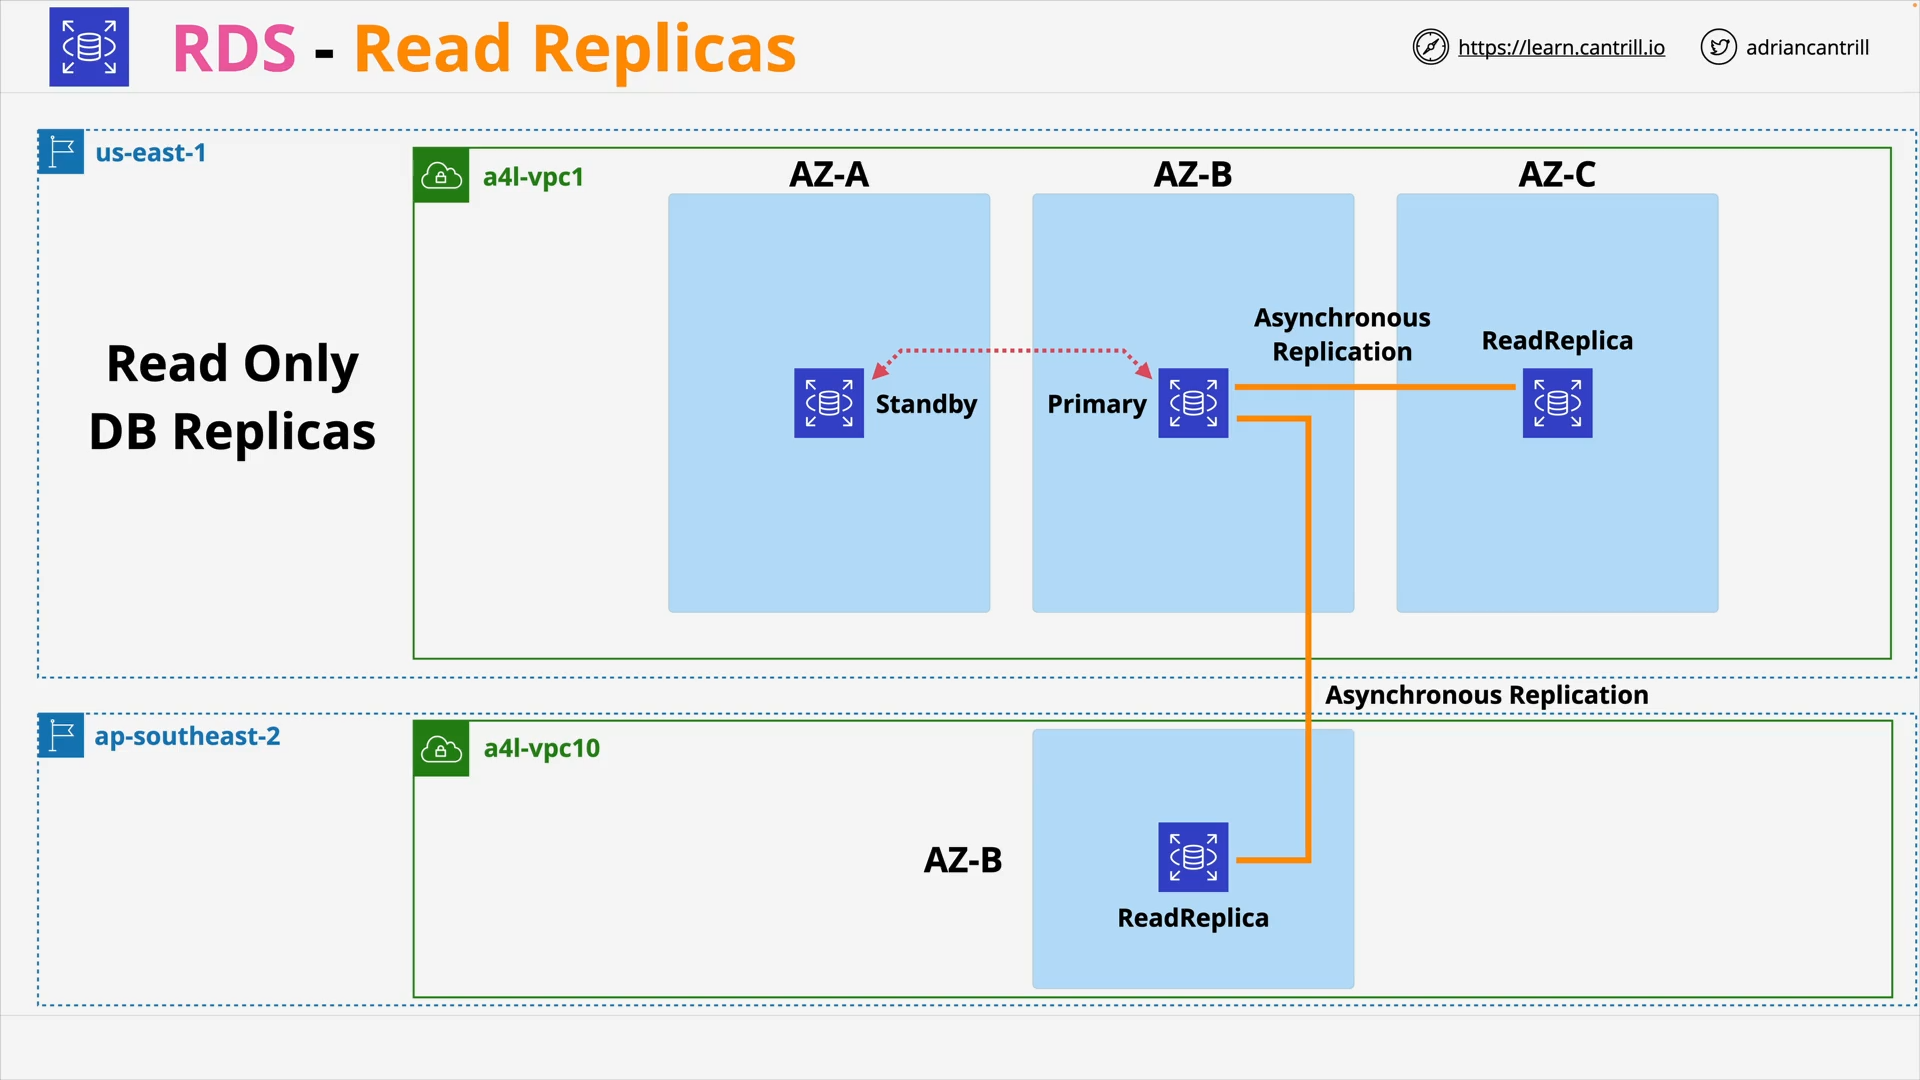 RDS - Read Replicas
https://learn.cantrill.io
adriancantrill
us-east-1
a4l-vpc1
AZ-A
AZ-B
AZ-C
Read Only
DB Replicas
Asynchronous
Replication
ReadReplica
Standby
Primary
Asynchronous Replication
ap-southeast-2
a4l-vpc10
AZ-B
ReadReplica